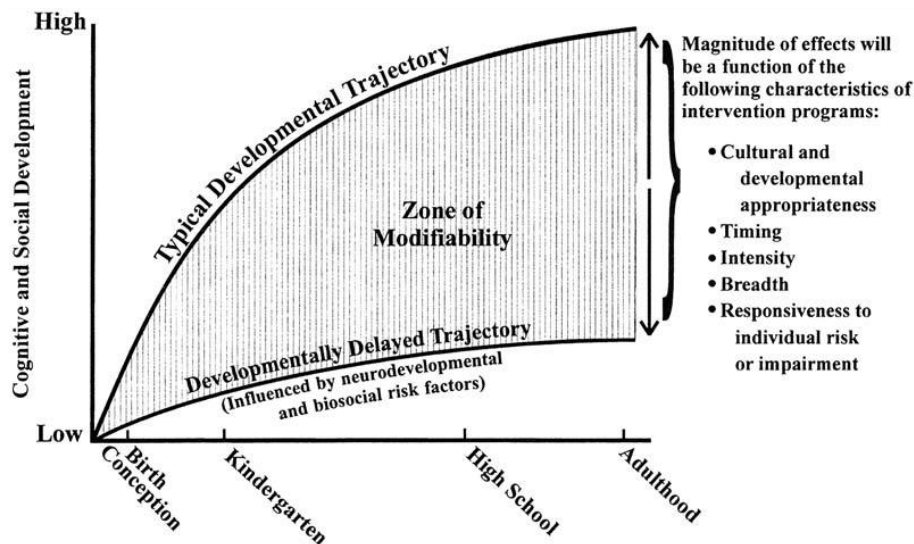 High
Cognitive and Social Development
Low
Typical Developmental Trajectory
Zone of
Modifiability
Developmentally Delayed Trajectory
(Influenced by neurodevelopmental
and biosocial risk factors)
Conception
Birth
Kindergarten
High School
Adulthood
Magnitude of effects will
be a function of the
following characteristics of
intervention programs:
• Cultural and
developmental
appropriateness
• Timing
• Intensity
• Breadth
• Responsiveness to
individual risk
or impairment